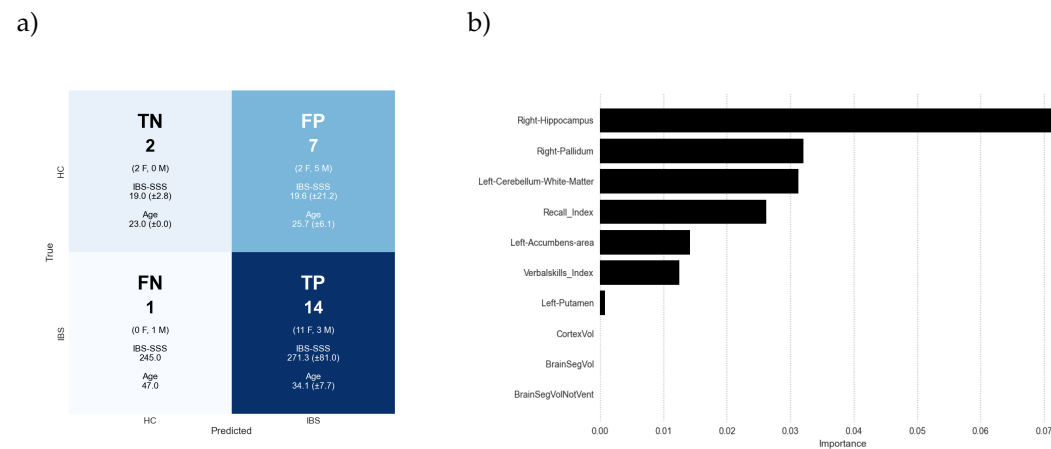 a)
b)
TN
2
(2 F, 0 M)
IBS-SSS
19.0 (±2.8)
Age
23.0 (±0.0)
FP
7
(2 F, 5 M)
IBS-SSS
19.6 (±21.2)
Age
25.7 (±6.1)
FN
1
(0 F, 1 M)
IBS-SSS
245.0
Age
47.0
TP
14
(11 F, 3 M)
IBS-SSS
271.3 (±81.0)
Age
34.1 (±7.7)
HC
True
IBS
HC
IBS
Predicted
Right-Hippocampus
Right-Pallidum
Left-Cerebellum-White-Matter
Recall_Index
Left-Accumbens-area
Verbalskills_Index
Left-Putamen
CortexVol
BrainSegVol
BrainSegVolNotVent
0.00 0.01 0.02 0.03 0.04 0.05 0.06 0.07
Importance